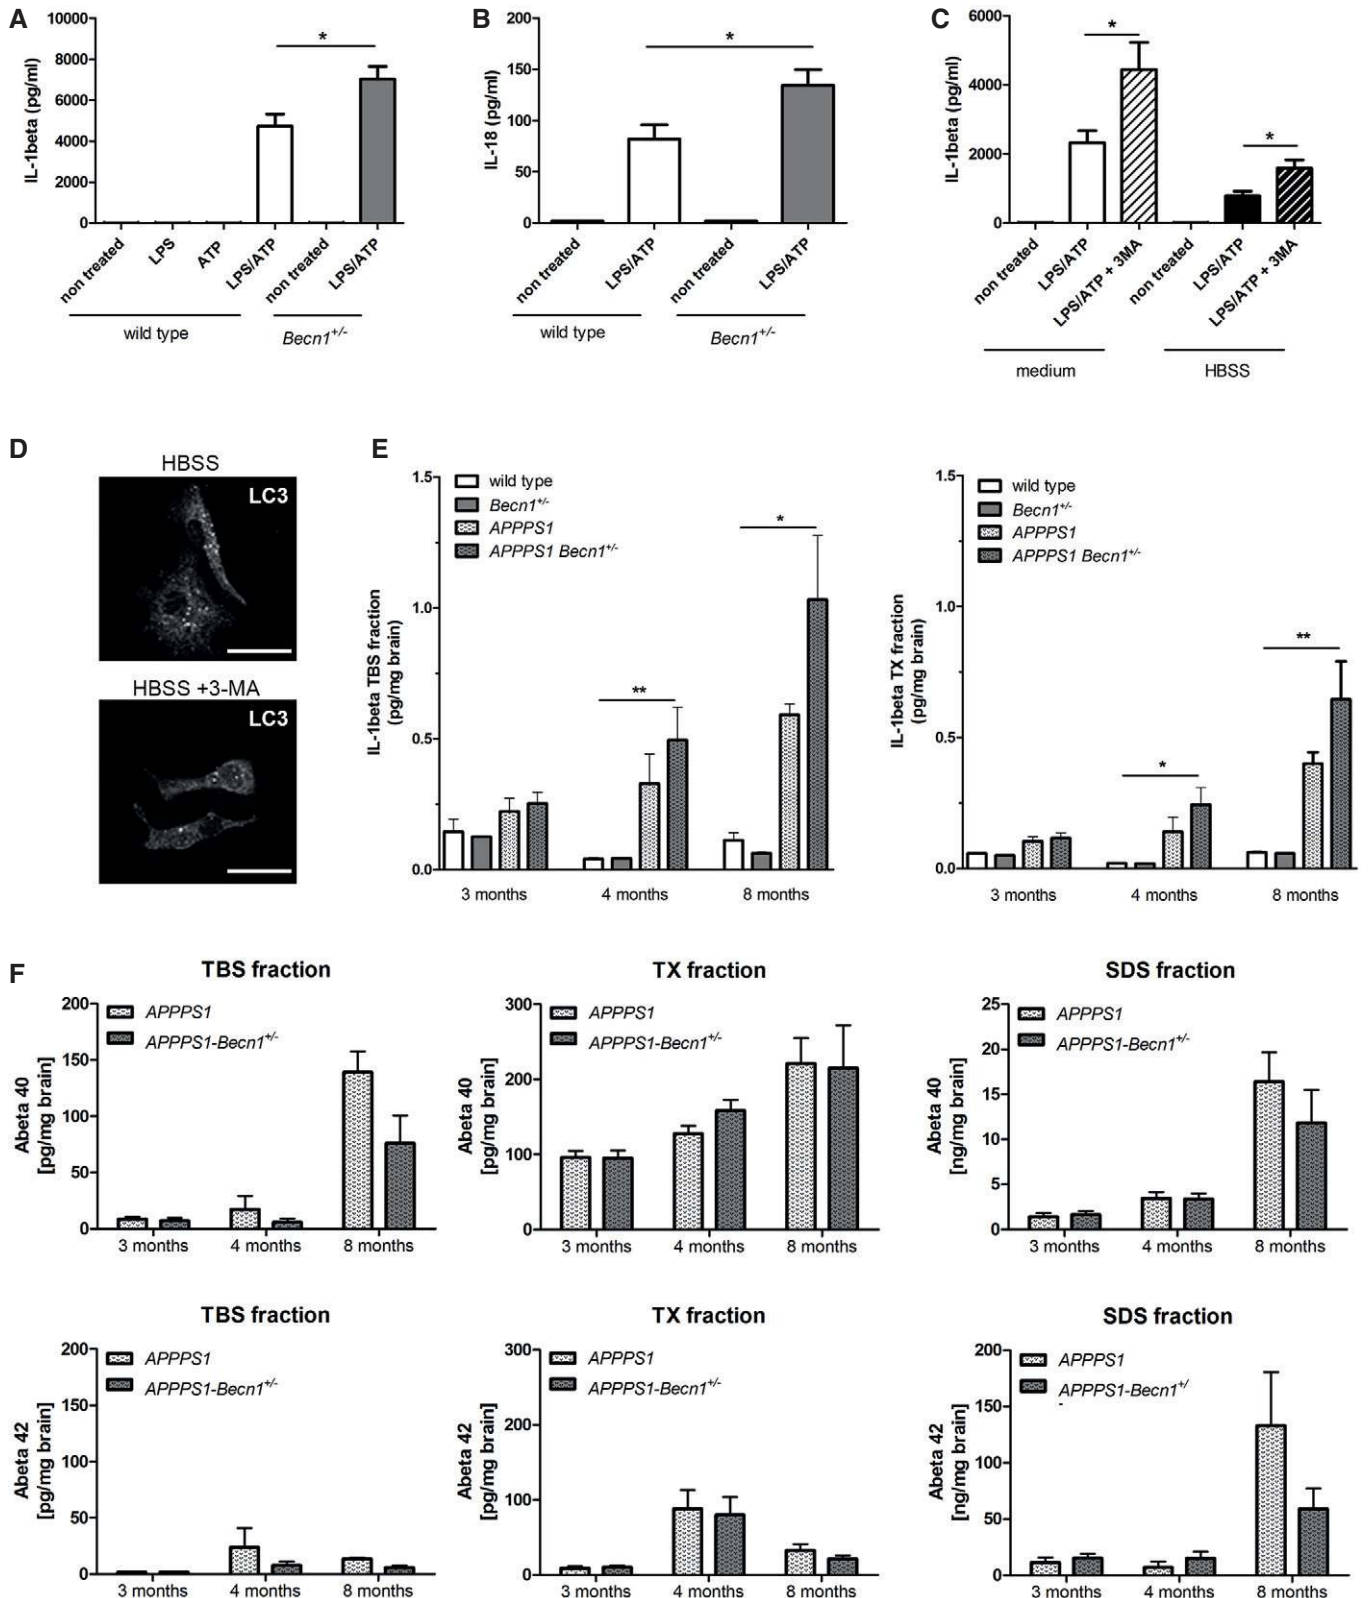 A
IL-1beta (pg/ml)
10000
8000
6000
4000
2000
0
*
non treated
LPS
ATP
LPS/ATP
non treated
LPS/ATP
wild type
Becn1+/-
B
IL-18 (pg/ml)
200
150
100
50
0
*
non treated
LPS/ATP
non treated
LPS/ATP
wild type
Becn1+/-
C
IL-1beta (pg/ml)
6000
4000
2000
0
*
*
non treated
LPS/ATP
LPS/ATP + 3MA
non treated
LPS/ATP
LPS/ATP + 3MA
medium
HBSS
D
HBSS
LC3
HBSS +3-MA
LC3
E
IL-1beta TBS fraction
(pg/mg brain)
1.5
1.0
0.5
0.0
wild type
Becn1+/-
APPPS1
APPPS1 Becn1+/-
**
*
3 months
4 months
8 months
IL-1beta TX fraction
(pg/mg brain)
1.5
1.0
0.5
0.0
wild type
Becn1+/-
APPPS1
APPPS1 Becn1+/-
*
**
3 months
4 months
8 months
F
TBS fraction
Abeta 40
[pg/mg brain]
200
150
100
50
0
APPPS1
APPPS1-Becn1+/-
3 months
4 months
8 months
TX fraction
Abeta 40
[pg/mg brain]
300
200
100
0
APPPS1
APPPS1-Becn1+/-
3 months
4 months
8 months
SDS fraction
Abeta 40
[ng/mg brain]
25
20
15
10
5
0
APPPS1
APPPS1-Becn1+/-
3 months
4 months
8 months
TBS fraction
Abeta 42
[pg/mg brain]
200
150
100
50
0
APPPS1
APPPS1-Becn1+/-
3 months
4 months
8 months
TX fraction
Abeta 42
[pg/mg brain]
300
200
100
0
APPPS1
APPPS1-Becn1+/-
3 months
4 months
8 months
SDS fraction
Abeta 42
[ng/mg brain]
200
150
100
50
0
APPPS1
APPPS1-Becn1+/
-
3 months
4 months
8 months